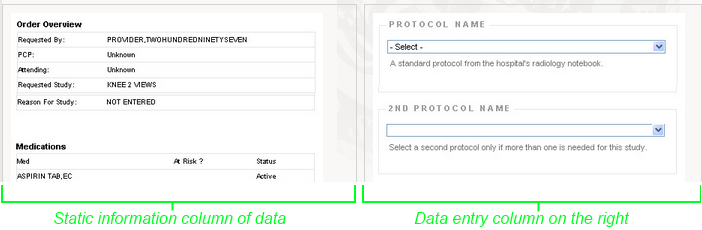 Order Overview
Requested By: PROVIDER,TWOHUNDREDNINETYSEVEN
PCP: Unknown
Attending: Unknown
Requested Study: KNEE 2 VIEWS
Reason For Study: NOT ENTERED
Medications
Med At Risk ? Status
ASPIRIN TAB,EC Active
PROTOCOL NAME
- Select -
A standard protocol from the hospital's radiology notebook.
2ND PROTOCOL NAME
Select a second protocol only if more than one is needed for this study.
Static information column of data
Data entry column on the right